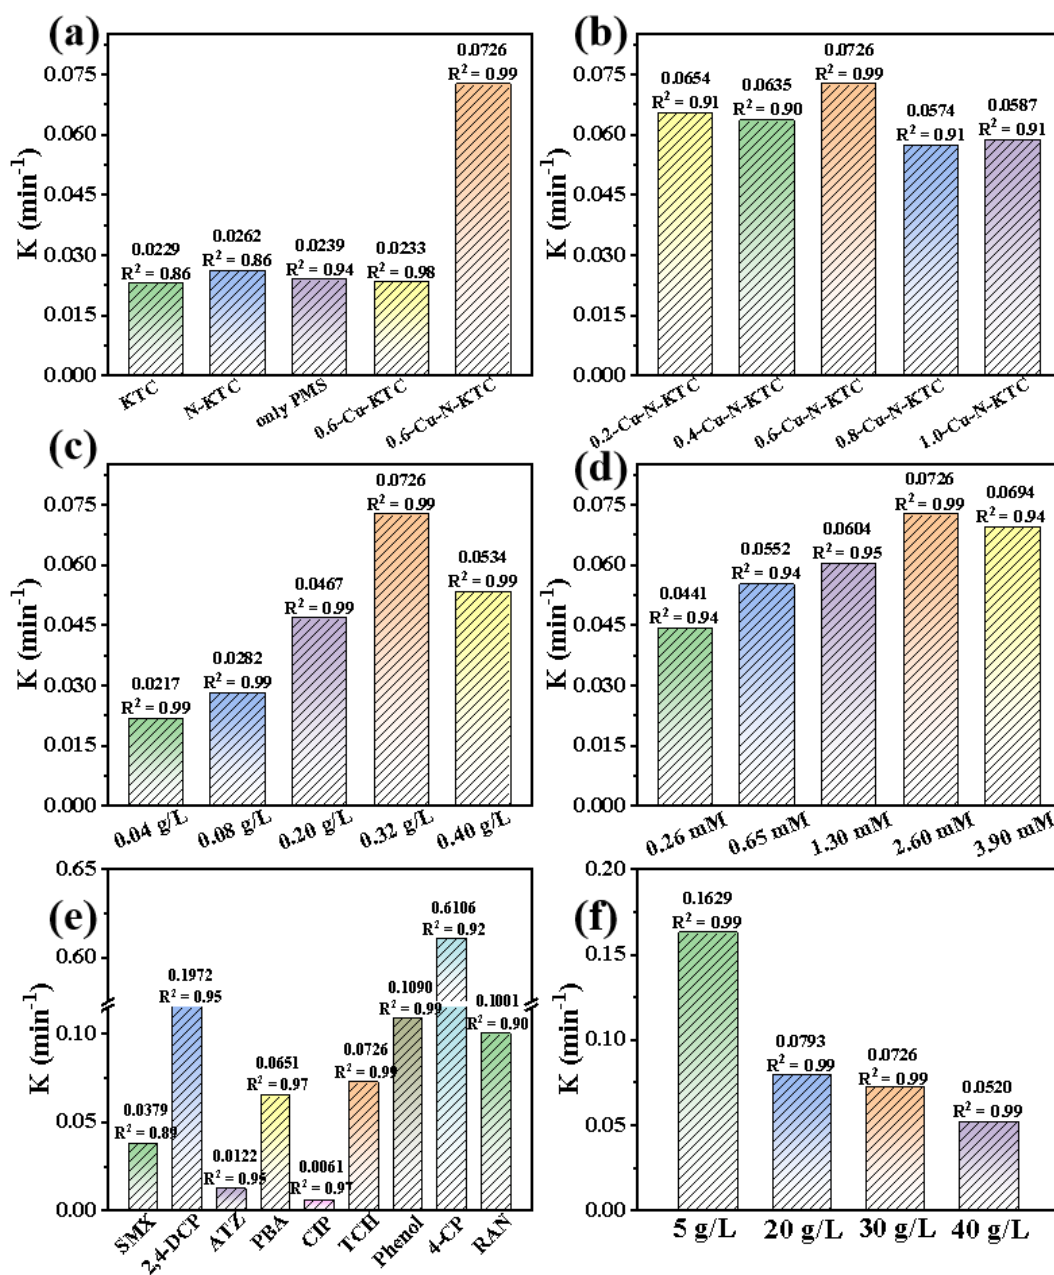 (a)
K (min⁻¹)
0.075
0.060
0.045
0.030
0.015
0.000
0.0229
R² = 0.86
0.0262
R² = 0.86
0.0239
R² = 0.94
0.0233
R² = 0.98
0.0726
R² = 0.99
KTC
N-KTC
only PMS
0.6-Cu-KTC
0.6-Cu-N-KTC
(b)
K (min⁻¹)
0.075
0.060
0.045
0.030
0.015
0.000
0.0654
R² = 0.91
0.0635
R² = 0.90
0.0726
R² = 0.99
0.0574
R² = 0.91
0.0587
R² = 0.91
0.2-Cu-N-KTC
0.4-Cu-N-KTC
0.6-Cu-N-KTC
0.8-Cu-N-KTC
1.0-Cu-N-KTC
(c)
K (min⁻¹)
0.075
0.060
0.045
0.030
0.015
0.000
0.0217
R² = 0.99
0.0282
R² = 0.99
0.0467
R² = 0.99
0.0726
R² = 0.99
0.0534
R² = 0.99
0.04 g/L
0.08 g/L
0.20 g/L
0.32 g/L
0.40 g/L
(d)
K (min⁻¹)
0.075
0.060
0.045
0.030
0.015
0.000
0.0441
R² = 0.94
0.0552
R² = 0.94
0.0604
R² = 0.95
0.0726
R² = 0.99
0.0694
R² = 0.94
0.26 mM
0.65 mM
1.30 mM
2.60 mM
3.90 mM
(e)
K (min⁻¹)
0.65
0.60
0.10
0.05
0.00
0.0379
R² = 0.89
0.1972
R² = 0.95
0.0122
R² = 0.95
0.0651
R² = 0.97
0.0061
R² = 0.97
0.0726
R² = 0.99
0.1090
R² = 0.99
0.6106
R² = 0.92
0.1001
R² = 0.90
SMX
2,4-DCP
ATZ
PBA
CIP
TCH
Phenol
4-CP
RAN
(f)
K (min⁻¹)
0.20
0.15
0.10
0.05
0.00
0.1629
R² = 0.99
0.0793
R² = 0.99
0.0726
R² = 0.99
0.0520
R² = 0.99
5 g/L
20 g/L
30 g/L
40 g/L